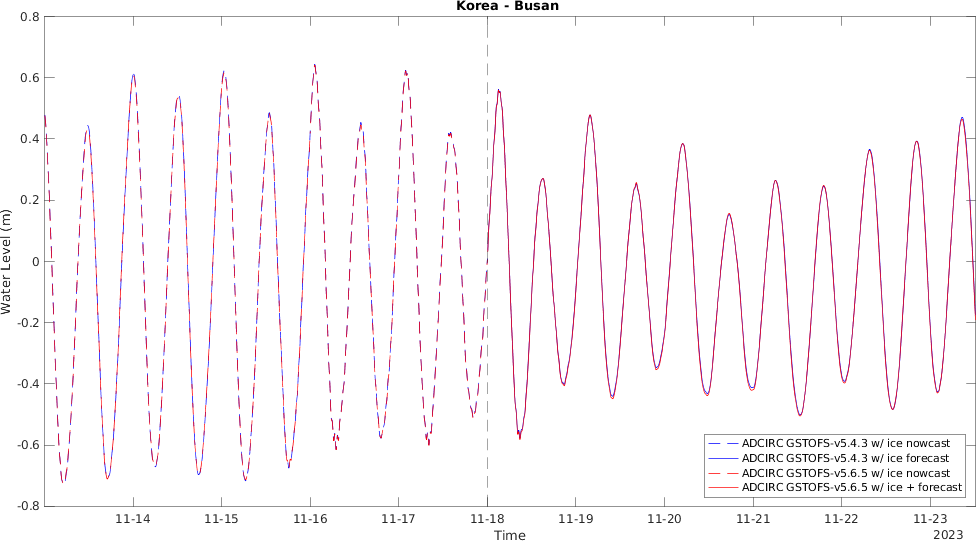 Korea - Busan
0.8
0.6
0.4
0.2
0
-0.2
-0.4
-0.6
-0.8
Water Level (m)
11-14 11-15 11-16 11-17 11-18 11-19 11-20 11-21 11-22 11-23
Time
2023
ADCIRC GSTOFS-v5.4.3 w/ ice nowcast
ADCIRC GSTOFS-v5.4.3 w/ ice forecast
ADCIRC GSTOFS-v5.6.5 w/ ice nowcast
ADCIRC GSTOFS-v5.6.5 w/ ice + forecast